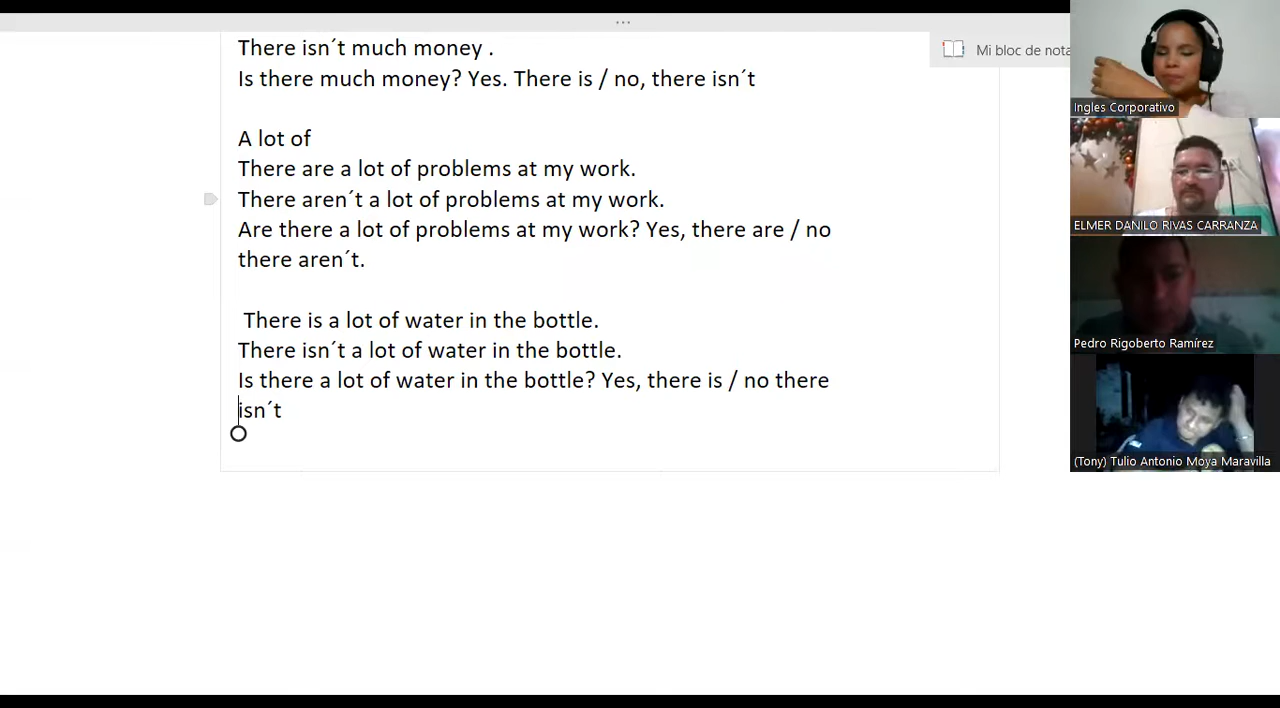 There isn´t much money .
Is there much money? Yes. There is / no, there isn´t
A lot of
There are a lot of problems at my work.
There aren´t a lot of problems at my work.
Are there a lot of problems at my work? Yes, there are / no
there aren´t.
There is a lot of water in the bottle.
There isn´t a lot of water in the bottle.
Is there a lot of water in the bottle? Yes, there is / no there
isn´t
Mi bloc de nota
Ingles Corporativo
ELMER DANILO RIVAS CARRANZA
Pedro Rigoberto Ramírez
(Tony) Tulio Antonio Moya Maravilla